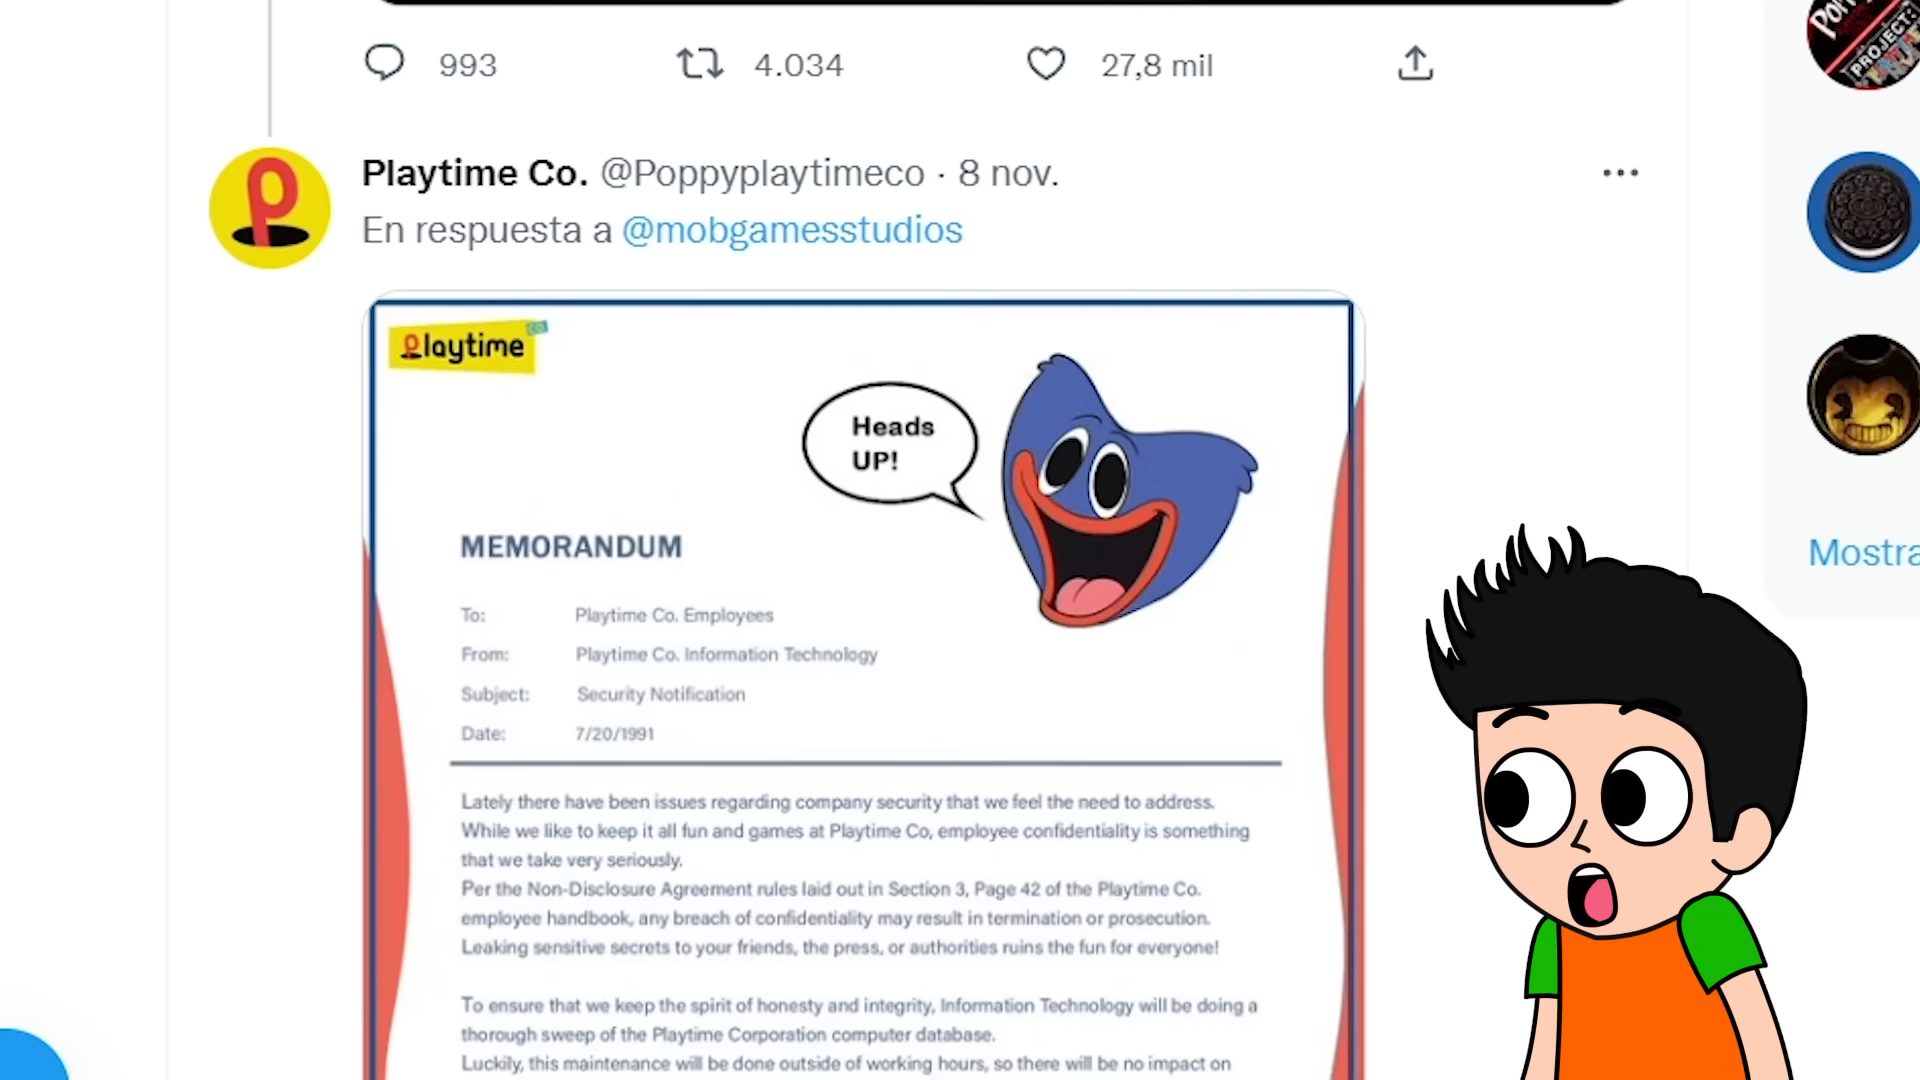 993 4.034 27,8 mil
PROJECT:
Playtime Co. @Poppyplaytimeco · 8 nov.
En respuesta a @mobgamesstudios
Playtime CO
Heads
UP!
MEMORANDUM
To: Playtime Co. Employees
From: Playtime Co. Information Technology
Subject: Security Notification
Date: 7/20/1991
Lately there have been issues regarding company security that we feel the need to address.
While we like to keep it all fun and games at Playtime Co, employee confidentiality is something
that we take very seriously.
Per the Non-Disclosure Agreement rules laid out in Section 3, Page 42 of the Playtime Co.
employee handbook, any breach of confidentiality may result in termination or prosecution.
Leaking sensitive secrets to your friends, the press, or authorities ruins the fun for everyone!
To ensure that we keep the spirit of honesty and integrity, Information Technology will be doing a
thorough sweep of the Playtime Corporation computer database.
Luckily, this maintenance will be done outside of working hours, so there will be no impact on
Mostra